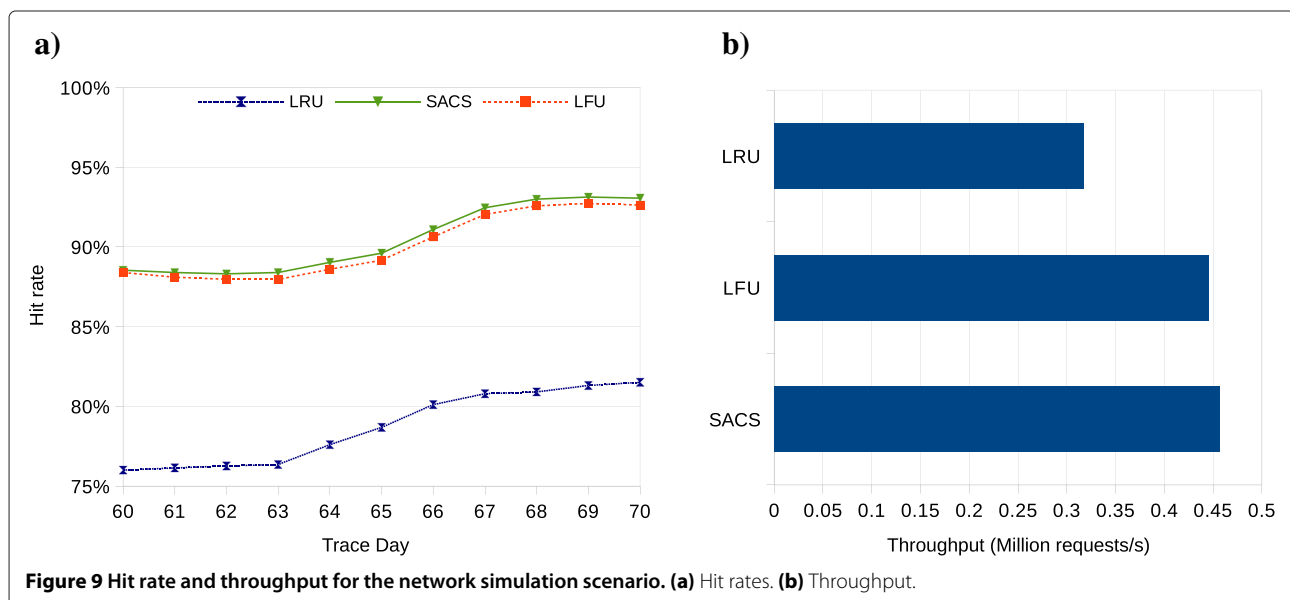 a)
100%
95%
90%
85%
80%
75%
Hit rate
LRU SACS LFU
60 61 62 63 64 65 66 67 68 69 70
Trace Day
b)
LRU
LFU
SACS
0 0.05 0.1 0.15 0.2 0.25 0.3 0.35 0.4 0.45 0.5
Throughput (Million requests/s)
Figure 9 Hit rate and throughput for the network simulation scenario. (a) Hit rates. (b) Throughput.